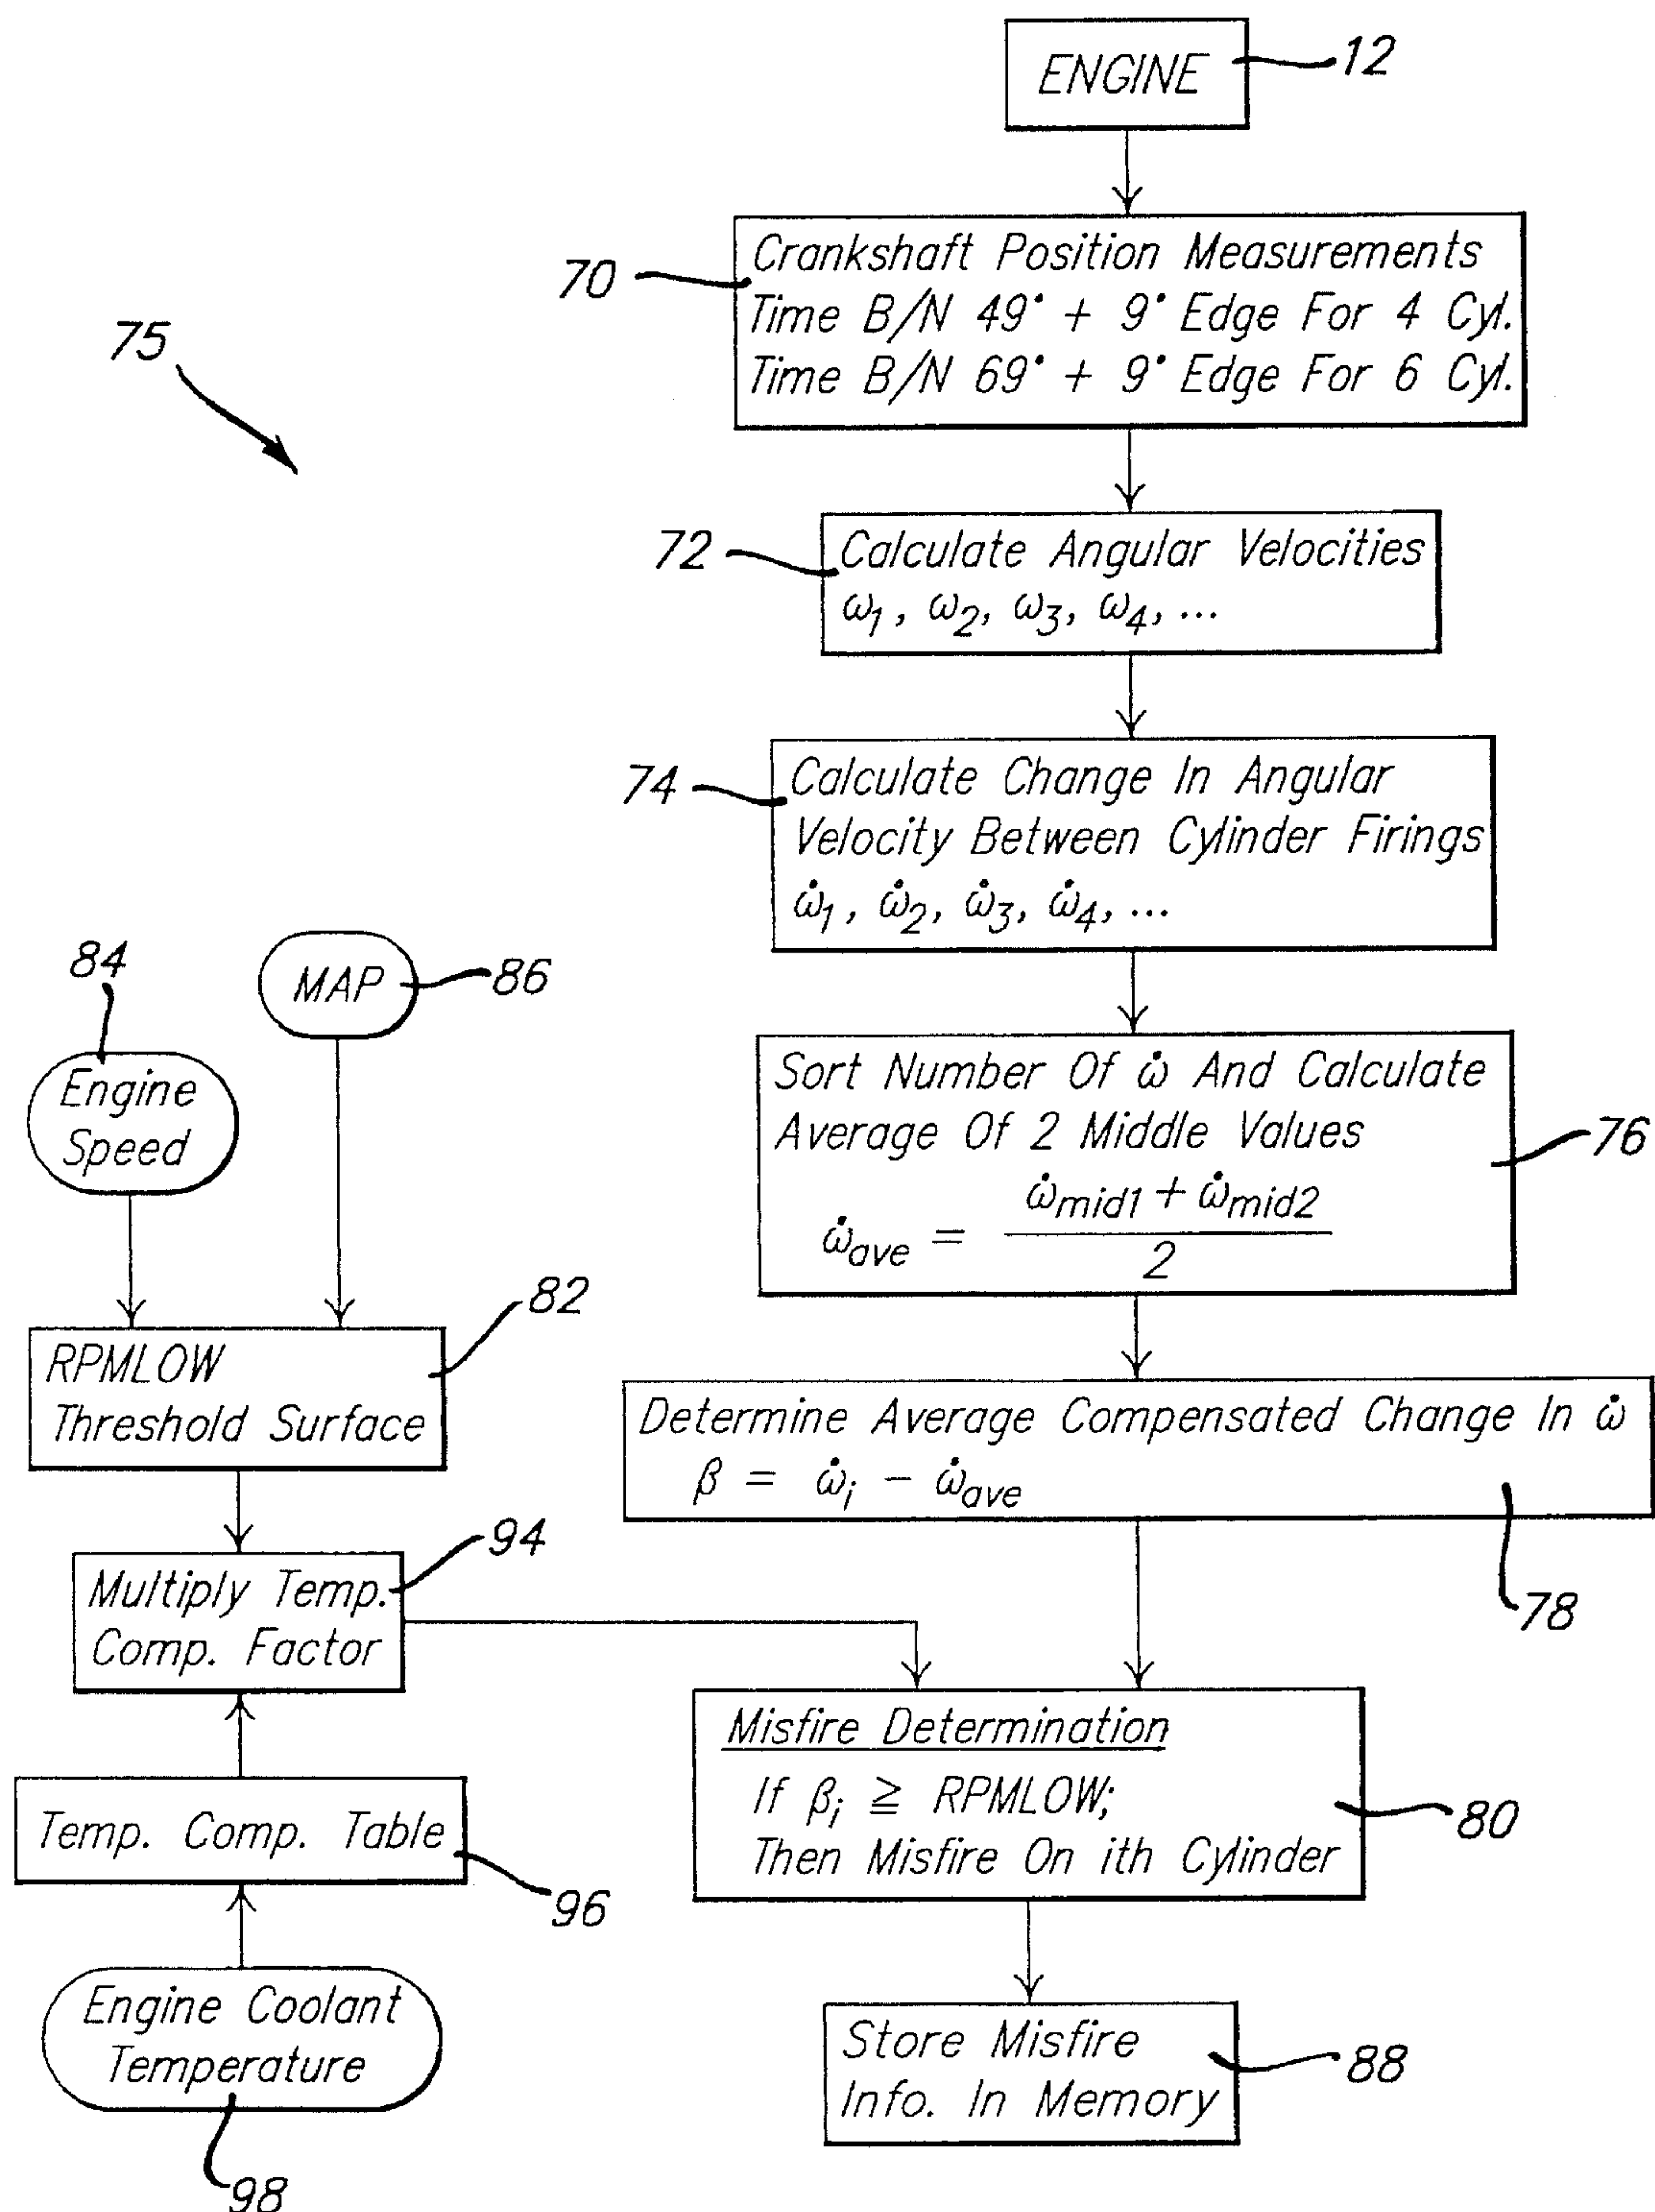 ENGINE
12
70
Crankshaft Position Measurements
Time B/N 49° + 9° Edge For 4 Cyl.
Time B/N 69° + 9° Edge For 6 Cyl.
75
72
Calculate Angular Velocities
ω1, ω2, ω3, ω4, ...
74
Calculate Change In Angular
Velocity Between Cylinder Firings
ω̇1, ω̇2, ω̇3, ω̇4, ...
84
MAP
86
Engine
Speed
Sort Number Of ω̇ And Calculate
Average Of 2 Middle Values
ω̇ave = (ω̇mid1 + ω̇mid2) / 2
76
82
RPMLOW
Threshold Surface
Determine Average Compensated Change In ω̇
β = ω̇i - ω̇ave
78
94
Multiply Temp.
Comp. Factor
Misfire Determination
If βi ≧ RPMLOW;
Then Misfire On ith Cylinder
80
Temp. Comp. Table
96
Engine Coolant
Temperature
98
Store Misfire
Info. In Memory
88